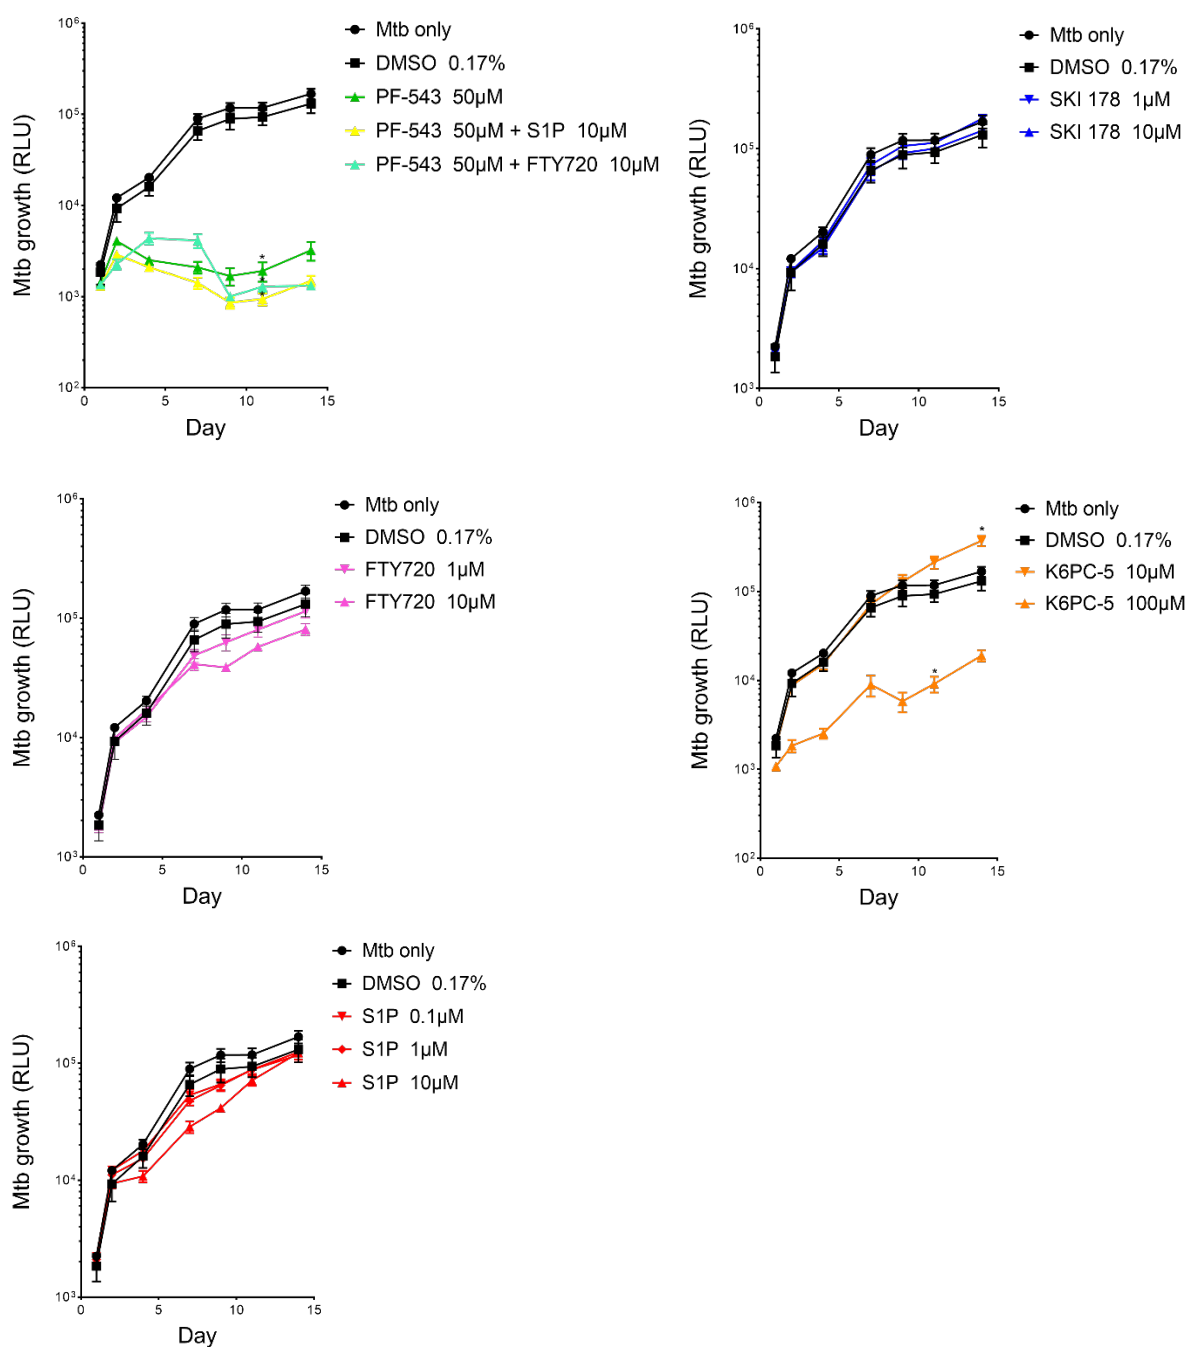 Mtb only
DMSO 0.17%
PF-543 50µM
PF-543 50µM + S1P 10µM
PF-543 50µM + FTY720 10µM
Mtb growth (RLU)
10⁶
10⁵
10⁴
10³
10²
0 5 10 15
Day
*
*
*
Mtb only
DMSO 0.17%
SKI 178 1µM
SKI 178 10µM
Mtb growth (RLU)
10⁶
10⁵
10⁴
10³
0 5 10 15
Day
Mtb only
DMSO 0.17%
FTY720 1µM
FTY720 10µM
Mtb growth (RLU)
10⁶
10⁵
10⁴
10³
0 5 10 15
Day
Mtb only
DMSO 0.17%
K6PC-5 10µM
K6PC-5 100µM
Mtb growth (RLU)
10⁶
10⁵
10⁴
10³
10²
0 5 10 15
Day
*
*
Mtb only
DMSO 0.17%
S1P 0.1µM
S1P 1µM
S1P 10µM
Mtb growth (RLU)
10⁶
10⁵
10⁴
10³
0 5 10 15
Day